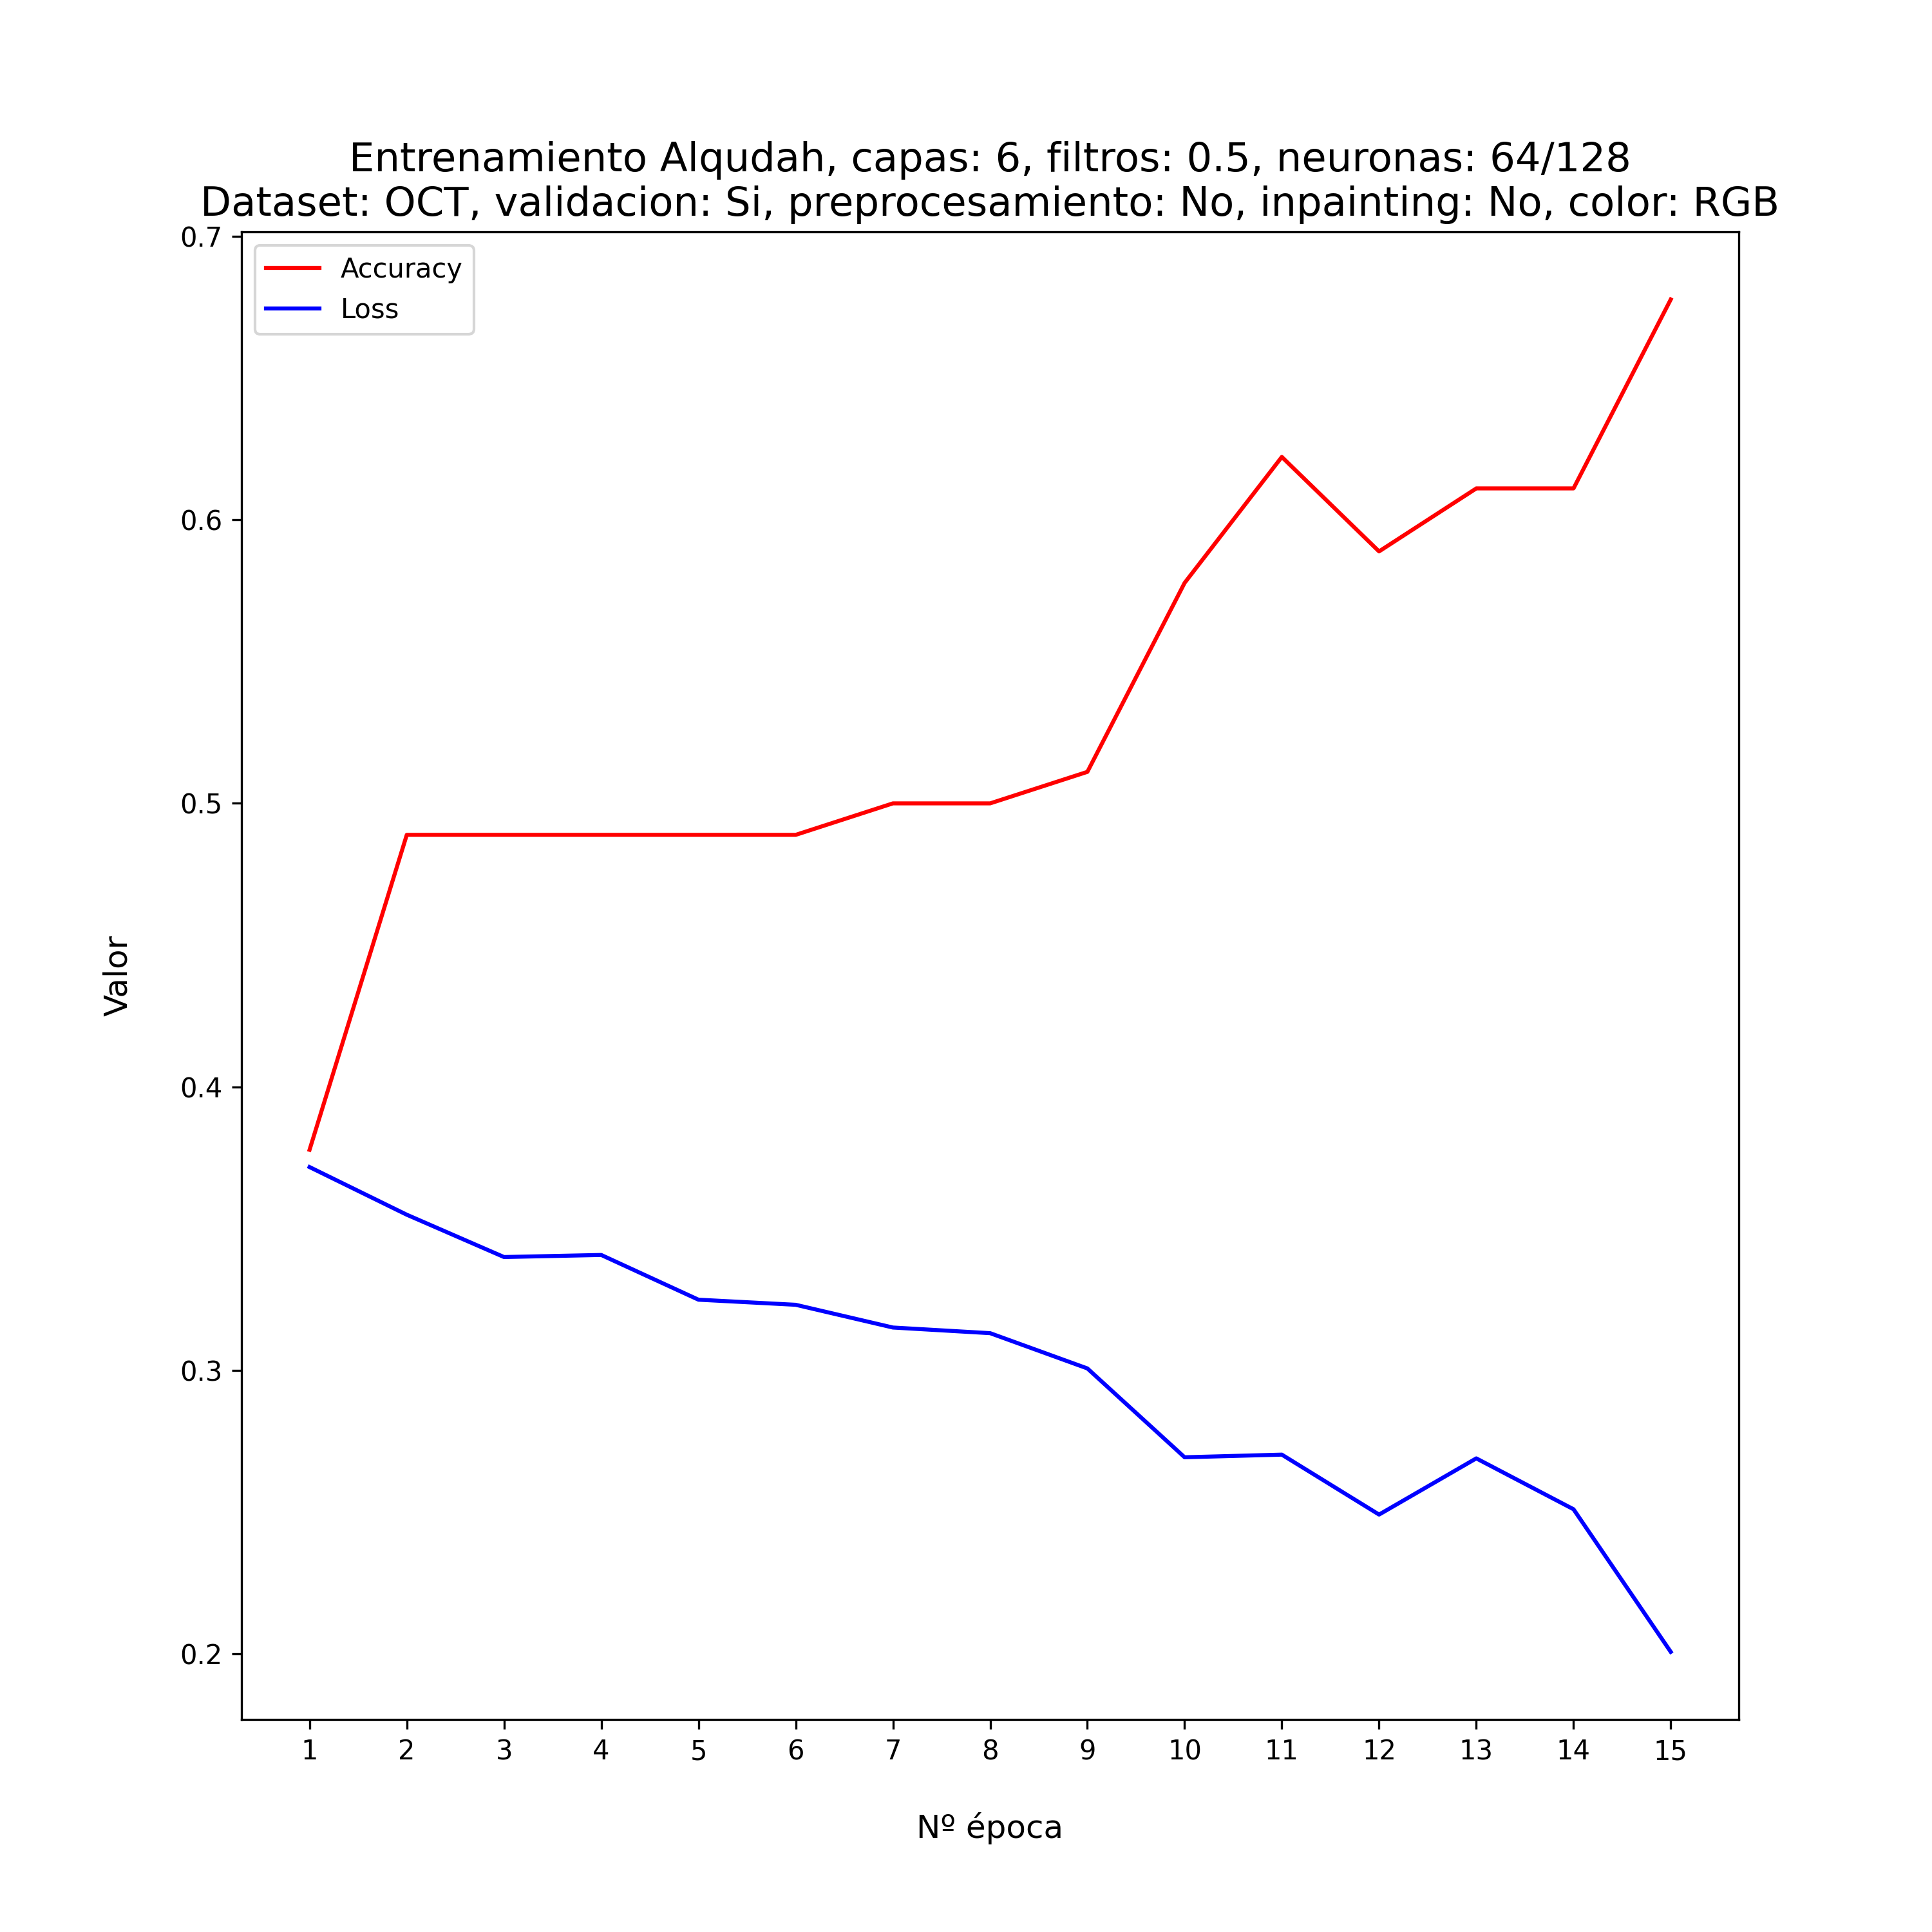 Entrenamiento Alqudah, capas: 6, filtros: 0.5, neuronas: 64/128
Dataset: OCT, validacion: Si, preprocesamiento: No, inpainting: No, color: RGB
Accuracy
Loss
0.7
0.6
0.5
0.4
0.3
0.2
Valor
1 2 3 4 5 6 7 8 9 10 11 12 13 14 15
Nº época